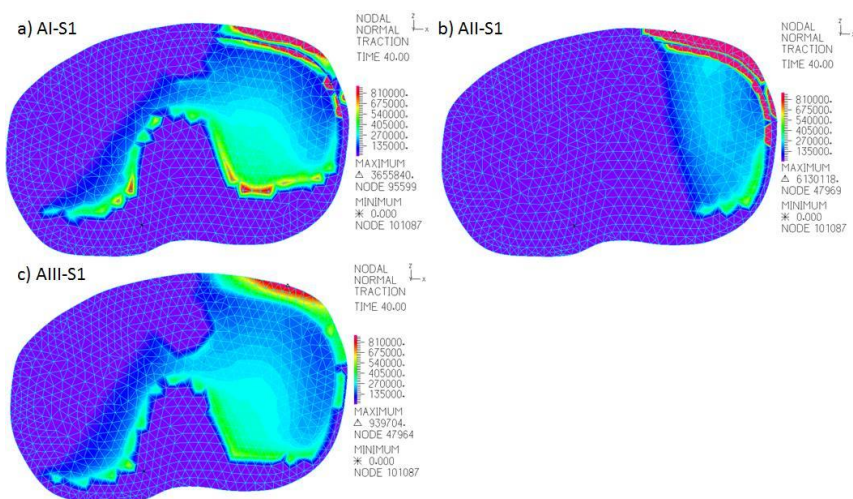 a) AI-S1
NODAL
NORMAL
TRACTION
TIME 40.00
z
x
810000.
675000.
540000.
405000.
270000.
135000.
MAXIMUM
△ 3655840.
NODE 95599
MINIMUM
✳ 0.000
NODE 101087
b) AII-S1
NODAL
NORMAL
TRACTION
TIME 40.00
z
x
810000.
675000.
540000.
405000.
270000.
135000.
MAXIMUM
△ 6130118.
NODE 47969
MINIMUM
✳ 0.000
NODE 101087
c) AIII-S1
NODAL
NORMAL
TRACTION
TIME 40.00
z
x
810000.
675000.
540000.
405000.
270000.
135000.
MAXIMUM
△ 939704.
NODE 47964
MINIMUM
✳ 0.000
NODE 101087